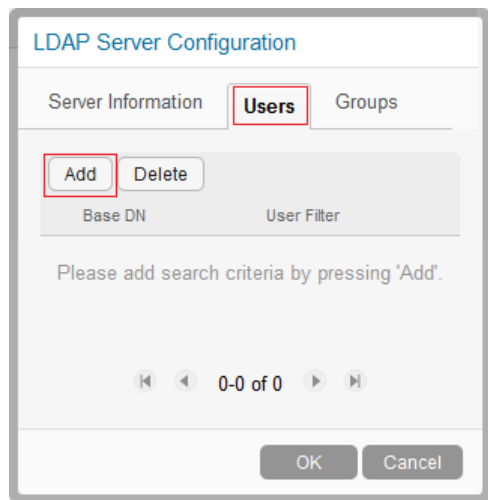 LDAP Server Configuration
Server Information Users Groups
Add Delete
Base DN User Filter
Please add search criteria by pressing 'Add'.
0-0 of 0
OK Cancel